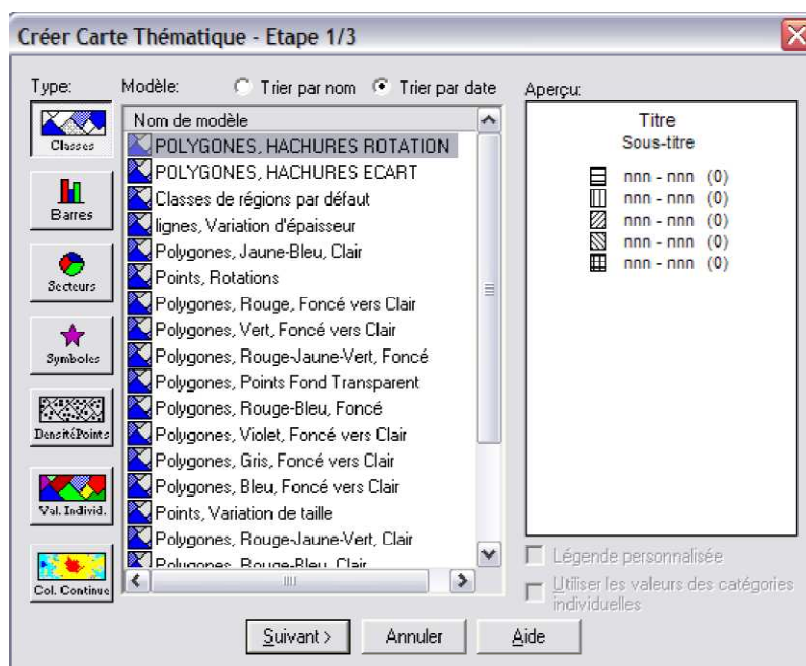 Créer Carte Thématique - Etape 1/3
Type:
Modèle:
Trier par nom
Trier par date
Aperçu:
Classes
Barres
Secteurs
Symboles
DensitéPoints
Val. Individ.
Col. Continue
Nom de modèle
POLYGONES, HACHURES ROTATION
POLYGONES, HACHURES ECART
Classes de régions par défaut
lignes, Variation d'épaisseur
Polygones, Jaune-Bleu, Clair
Points, Rotations
Polygones, Rouge, Foncé vers Clair
Polygones, Vert, Foncé vers Clair
Polygones, Rouge-Jaune-Vert, Foncé
Polygones, Points Fond Transparent
Polygones, Rouge-Bleu, Foncé
Polygones, Violet, Foncé vers Clair
Polygones, Gris, Foncé vers Clair
Polygones, Bleu, Foncé vers Clair
Points, Variation de taille
Polygones, Rouge-Jaune-Vert, Clair
Polygones, Rouge-Bleu, Clair
Titre
Sous-titre
nnn - nnn (0)
nnn - nnn (0)
nnn - nnn (0)
nnn - nnn (0)
nnn - nnn (0)
Légende personnalisée
Utiliser les valeurs des catégories
individuelles
Suivant >
Annuler
Aide